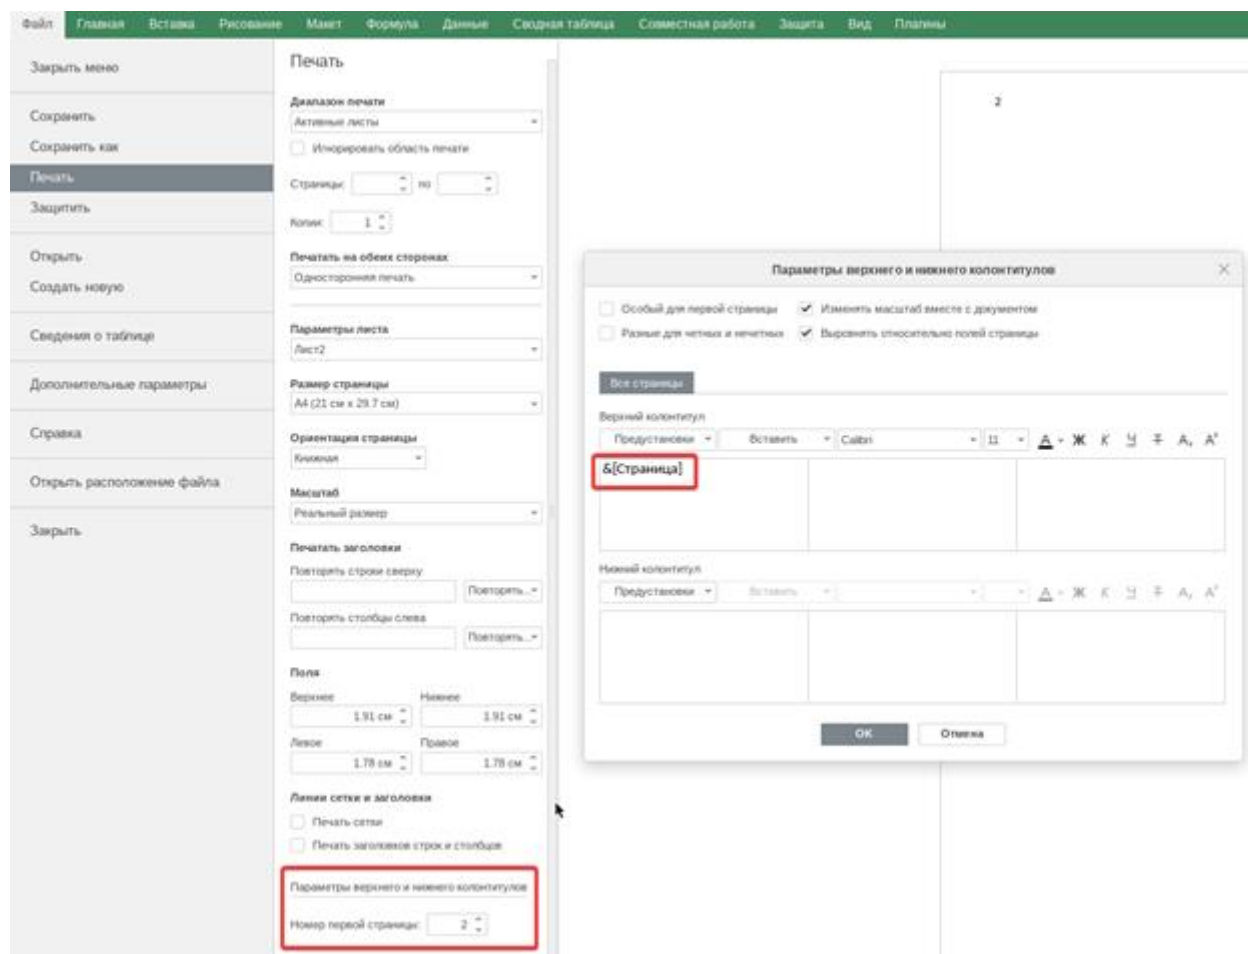 Файл Главная Вставка Рисование Макет Формула Данные Сводная таблица Совместная работа Защита Вид Плагины
Закрыть меню
Сохранить
Сохранить как
Печать
Защитить
Открыть
Создать новую
Сведения о таблице
Дополнительные параметры
Справка
Открыть расположение файла
Закрыть
Печать
Диапазон печати
Активные листы
Игнорировать область печати
Страницы: по
Копии: 1
Печатать на обеих сторонах
Односторонняя печать
Параметры листа
Лист2
Размер страницы
A4 (21 см x 29.7 см)
Ориентация страницы
Книжная
Масштаб
Реальный размер
Печатать заголовки
Повторять строки сверху
Повторять...
Повторять столбцы слева
Повторять...
Поля
Верхнее Нижнее
1.91 см 1.91 см
Левое Правое
1.78 см 1.78 см
Линии сетки и заголовки
Печать сетки
Печать заголовков строк и столбцов
Параметры верхнего и нижнего колонтитулов
Номер первой страницы: 2
2
Параметры верхнего и нижнего колонтитулов
Особый для первой страницы Изменять масштаб вместе с документом
Разные для четных и нечетных Выровнять относительно полей страницы
Все страницы
Верхний колонтитул
Предустановки Вставить Calibri 11 A Ж К Ч Т A, A˄
&[Страница]
Нижний колонтитул
Предустановки Вставить A Ж К Ч Т A, A˄
OK Отмена